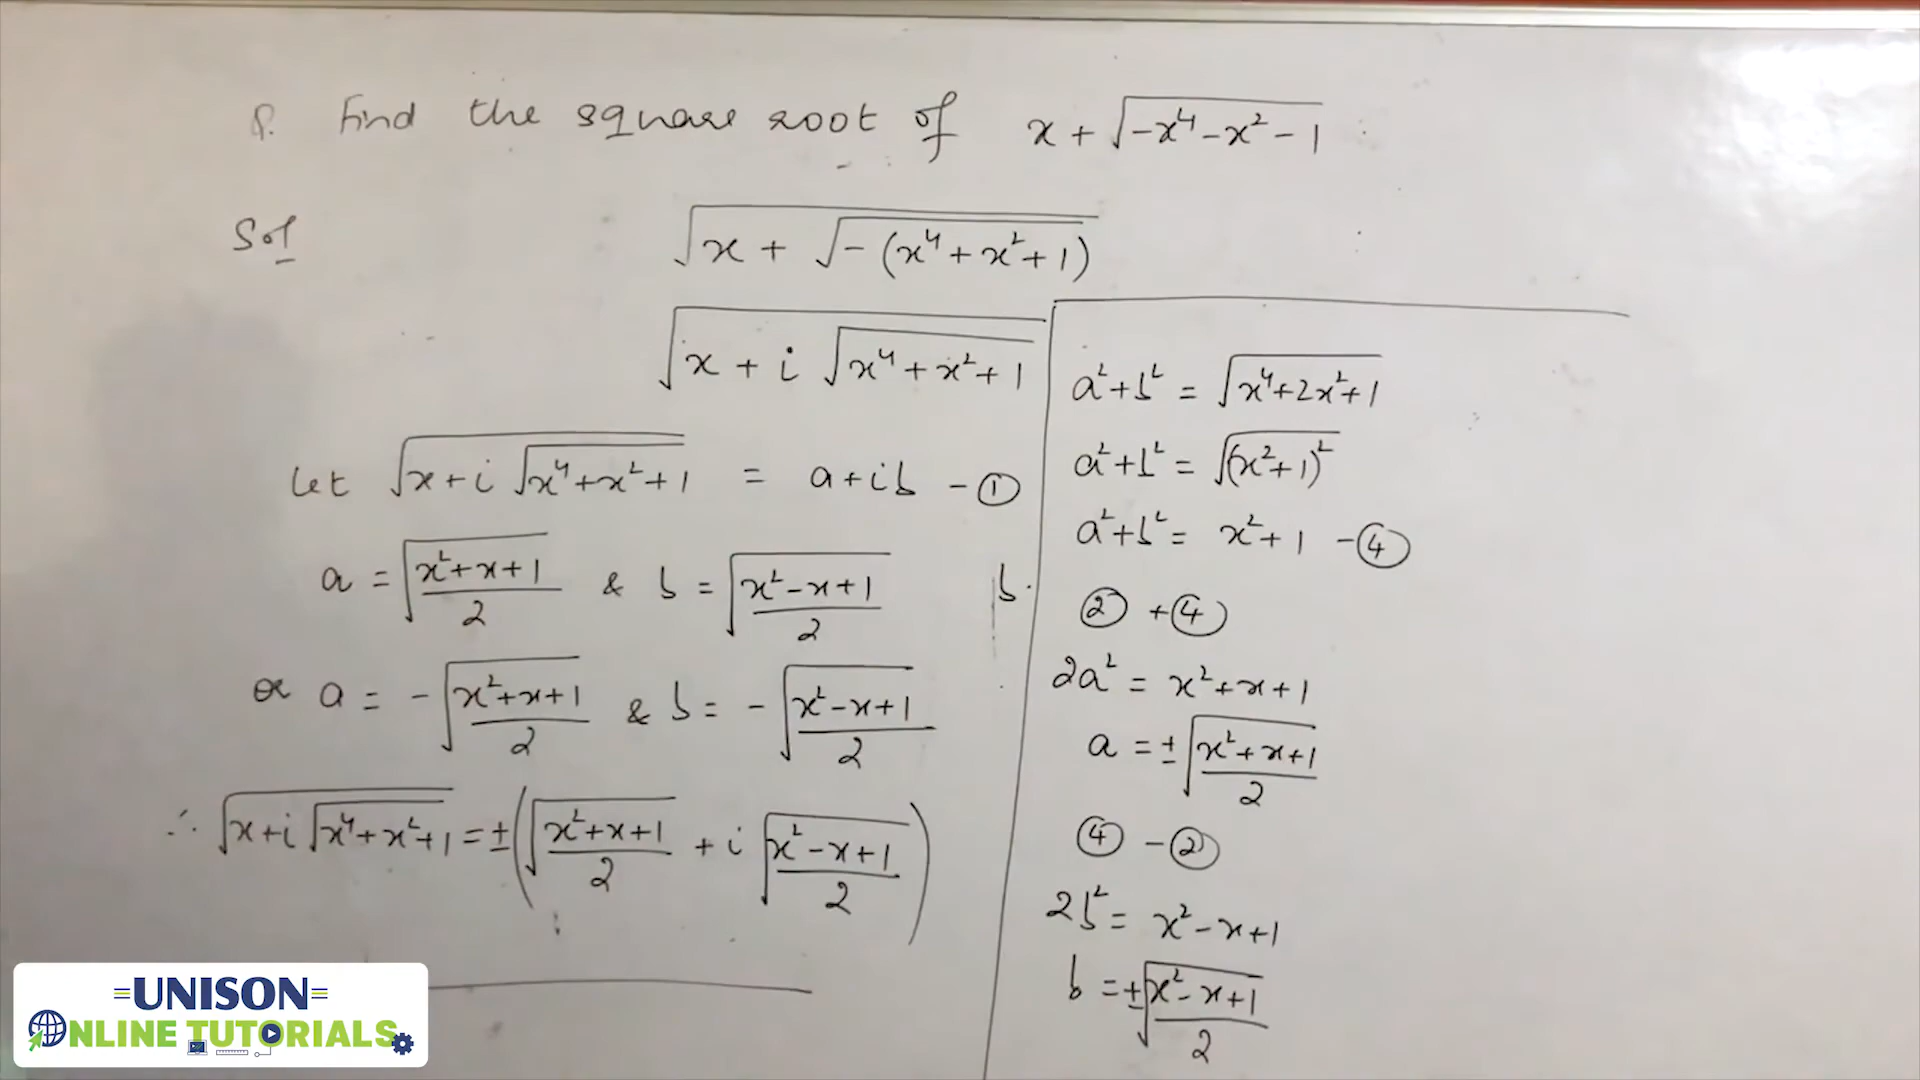 Q. Find the square root of x + √(-x⁴ - x² - 1)
Sol
√(x + √(-(x⁴ + x² + 1)))
√(x + i √(x⁴ + x² + 1))
Let √(x + i √(x⁴ + x² + 1)) = a + ib - ①
a = √((x² + x + 1)/2) & b = √((x² - x + 1)/2)
or a = -√((x² + x + 1)/2) & b = -√((x² - x + 1)/2)
∴ √(x + i √(x⁴ + x² + 1)) = ± (√((x² + x + 1)/2) + i √((x² - x + 1)/2))
b.
a² + b² = √(x⁴ + 2x² + 1)
a² + b² = √((x² + 1)²)
a² + b² = x² + 1 - ④
② + ④
2a² = x² + x + 1
a = ± √((x² + x + 1)/2)
④ - ②
2b² = x² - x + 1
b = ± √((x² - x + 1)/2)
UNISON
ONLINE TUTORIALS